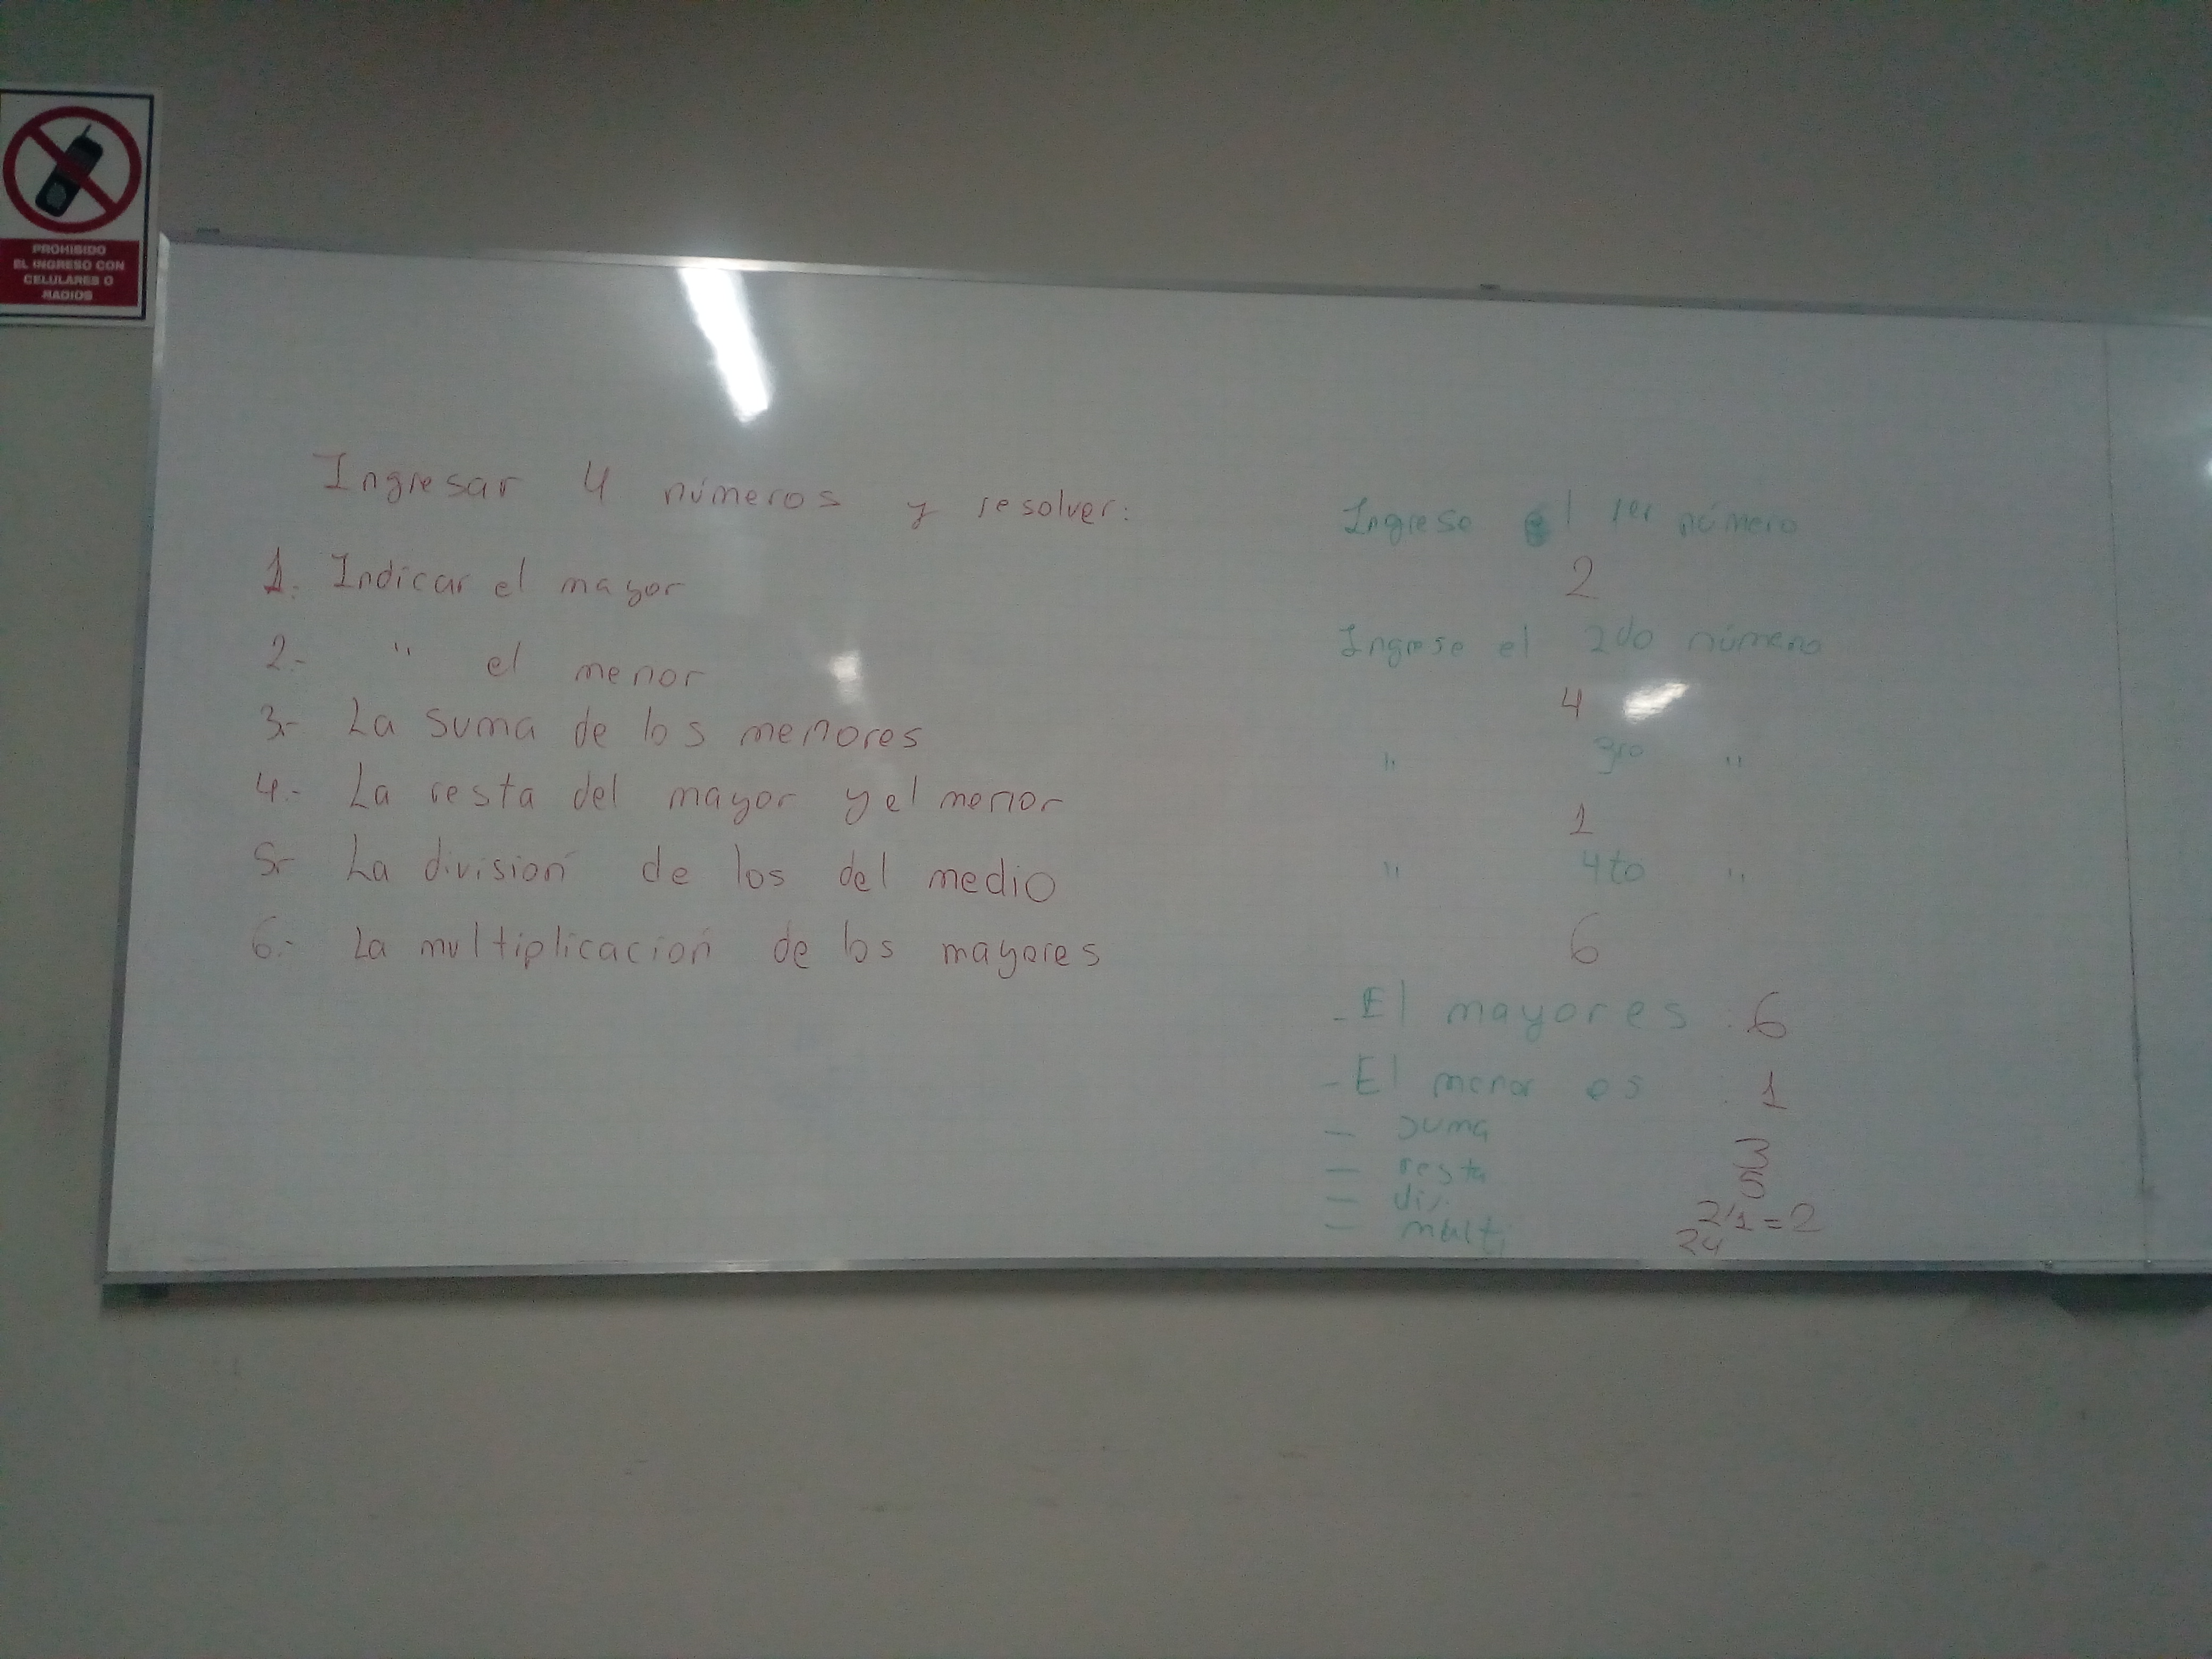 PROHIBIDO
EL INGRESO CON
CELULARES O
RADIOS
Ingresar 4 números y resolver:
1. Indicar el mayor
2.- " el menor
3.- La suma de los menores
4.- La resta del mayor y el menor
5.- La división de los del medio
6.- La multiplicación de los mayores
Ingrese el 1er número
2
Ingrese el 2do número
4
" 3ro "
1
" 4to "
6
- El mayor es : 6
- El menor es : 1
- suma 3
- resta 5
- div. 2/1 = 2
- multi 24